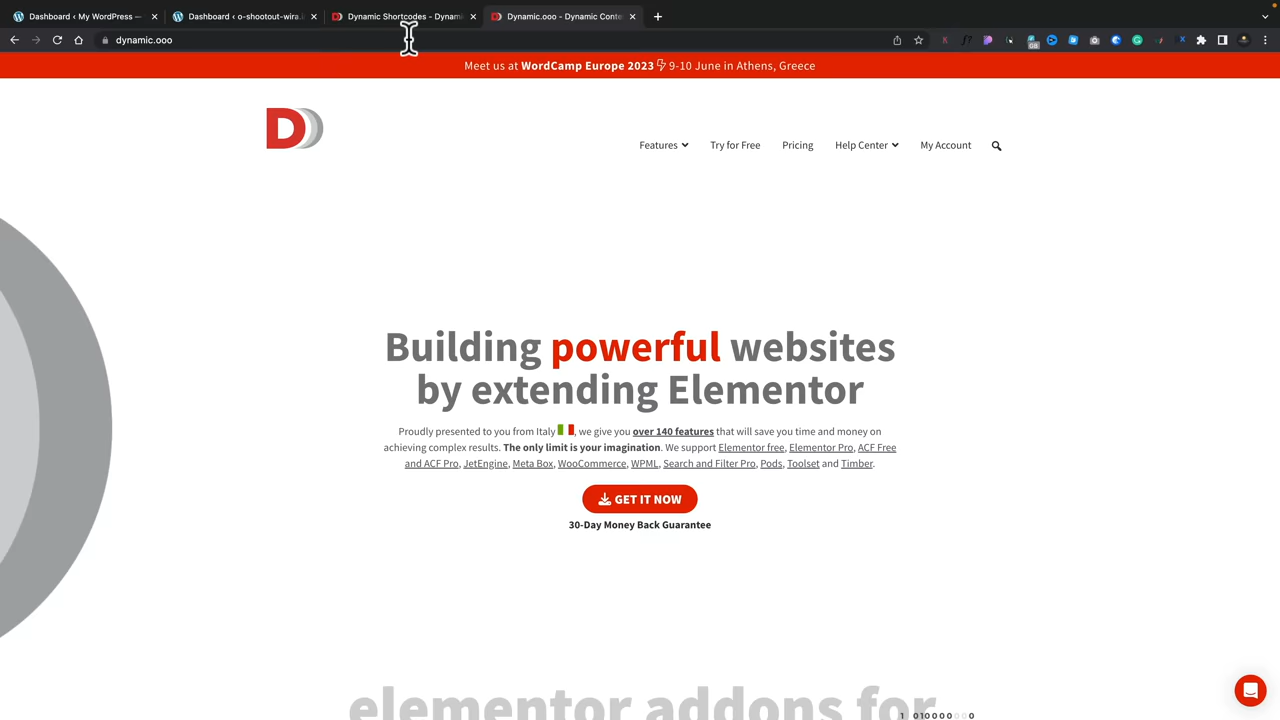 Dashboard ‹ My WordPress —
Dashboard ‹ o-shootout-wira.i
Dynamic Shortcodes - Dynami
Dynamic.ooo - Dynamic Conte
dynamic.ooo
Meet us at WordCamp Europe 2023 9-10 June in Athens, Greece
D
Features
Try for Free
Pricing
Help Center
My Account
Building powerful websites
by extending Elementor
Proudly presented to you from Italy , we give you over 140 features that will save you time and money on
achieving complex results. The only limit is your imagination. We support Elementor free, Elementor Pro, ACF Free
and ACF Pro, JetEngine, Meta Box, WooCommerce, WPML, Search and Filter Pro, Pods, Toolset and Timber.
GET IT NOW
30-Day Money Back Guarantee
elementor addons for